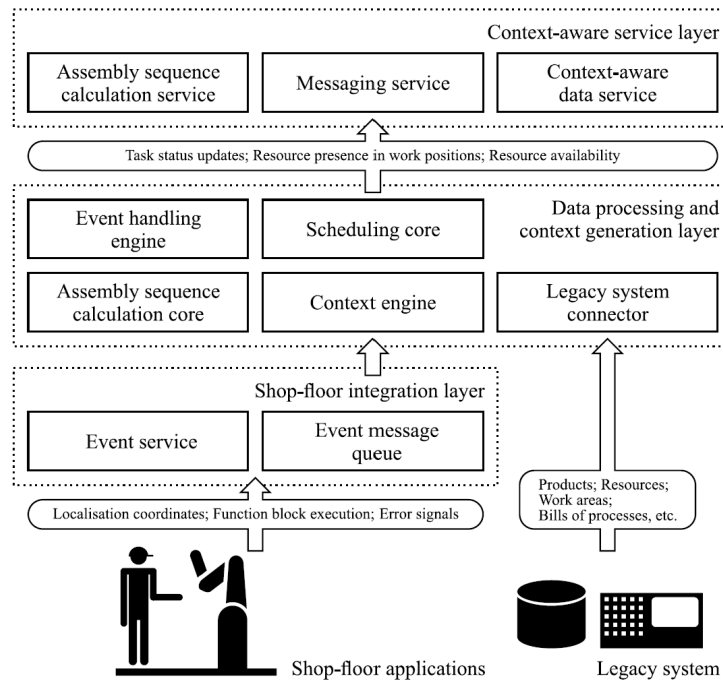 Context-aware service layer
Assembly sequence
calculation service
Messaging service
Context-aware
data service
Task status updates; Resource presence in work positions; Resource availability
Event handling
engine
Scheduling core
Data processing and
context generation layer
Assembly sequence
calculation core
Context engine
Legacy system
connector
Shop-floor integration layer
Event service
Event message
queue
Products; Resources;
Work areas;
Bills of processes, etc.
Localisation coordinates; Function block execution; Error signals
Shop-floor applications
Legacy system